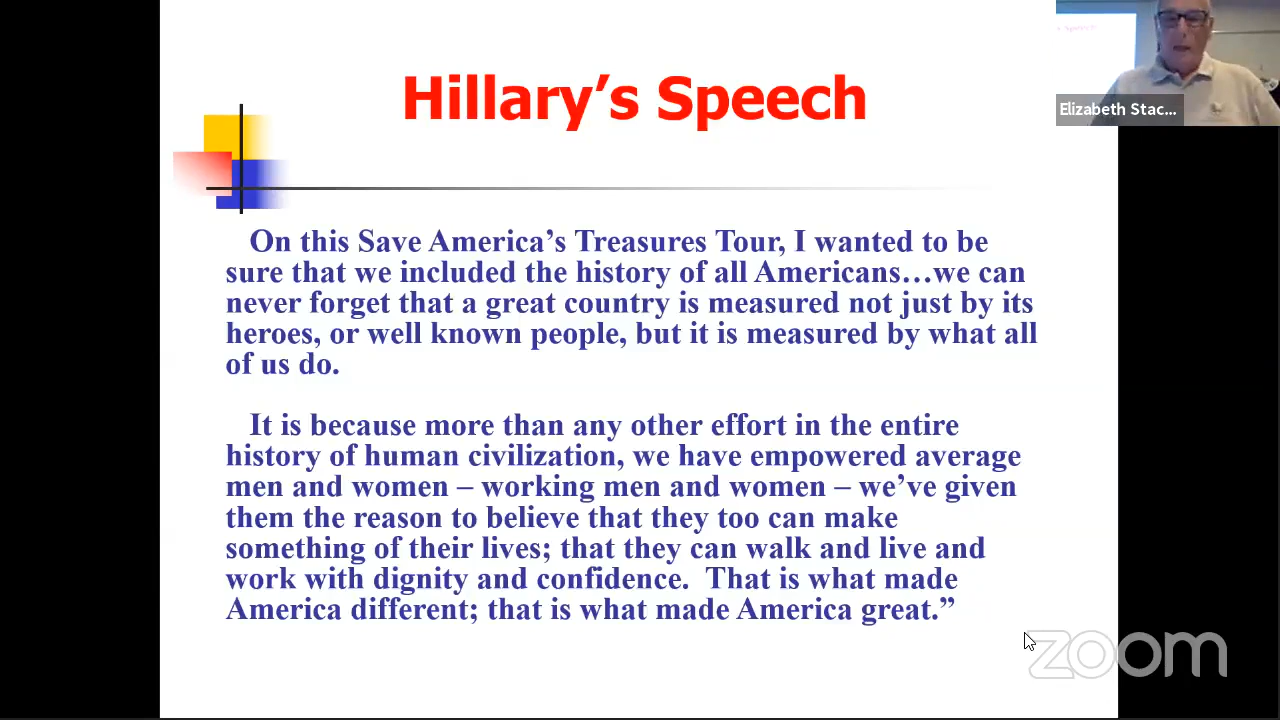 Hillary’s Speech
Elizabeth Stac...
On this Save America’s Treasures Tour, I wanted to be
sure that we included the history of all Americans…we can
never forget that a great country is measured not just by its
heroes, or well known people, but it is measured by what all
of us do.
It is because more than any other effort in the entire
history of human civilization, we have empowered average
men and women – working men and women – we’ve given
them the reason to believe that they too can make
something of their lives; that they can walk and live and
work with dignity and confidence.  That is what made
America different; that is what made America great.”
zoom